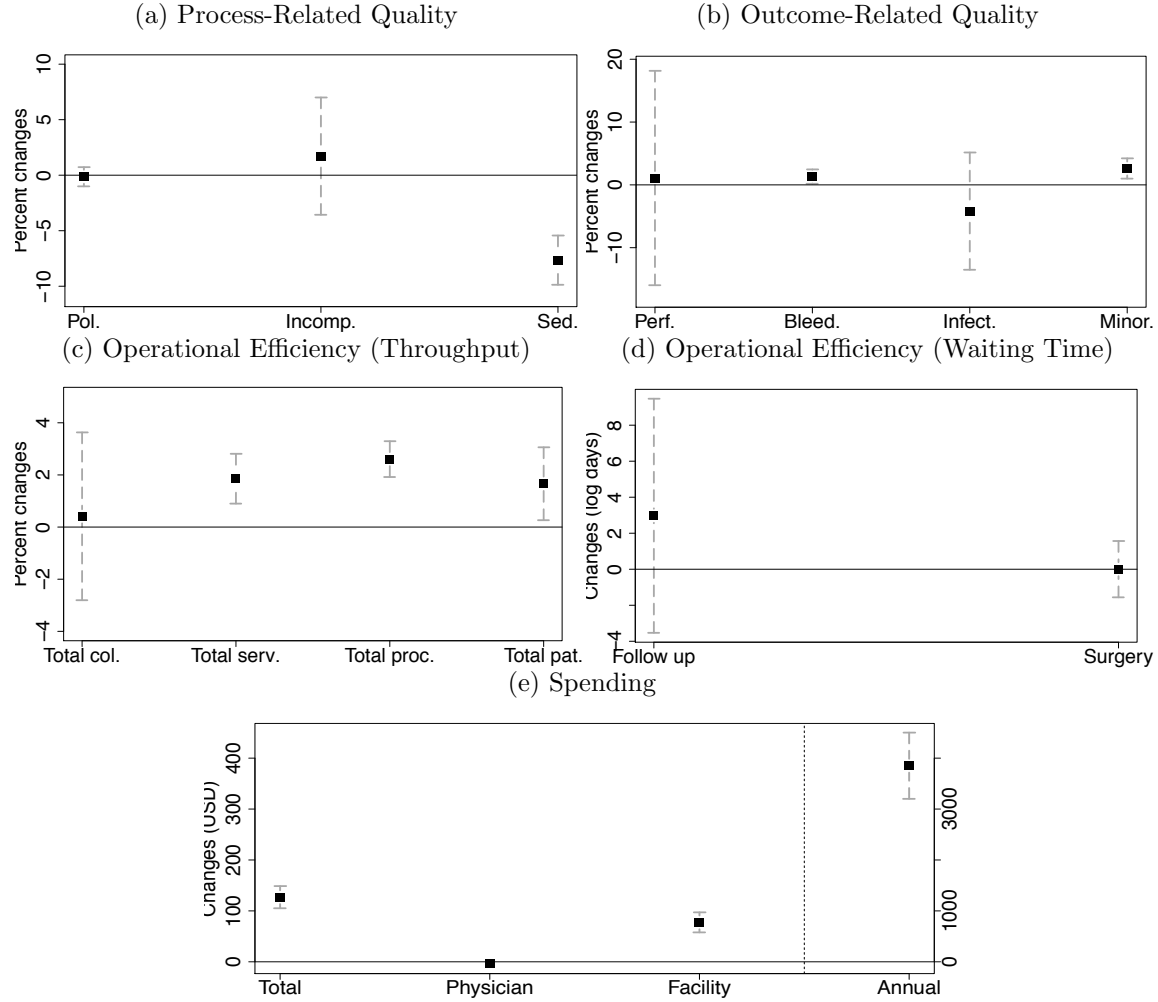 (a) Process-Related Quality
Percent changes
10
5
0
−5
−10
Pol. Incomp. Sed.
(b) Outcome-Related Quality
Percent changes
20
10
0
−10
Perf. Bleed. Infect. Minor.
(c) Operational Efficiency (Throughput)
Percent changes
4
2
0
−2
−4
Total col. Total serv. Total proc. Total pat.
(d) Operational Efficiency (Waiting Time)
Changes (log days)
8
6
4
2
0
−4
Follow up Surgery
(e) Spending
Changes (USD)
400
300
200
100
0
3000
1000
0
Total Physician Facility Annual